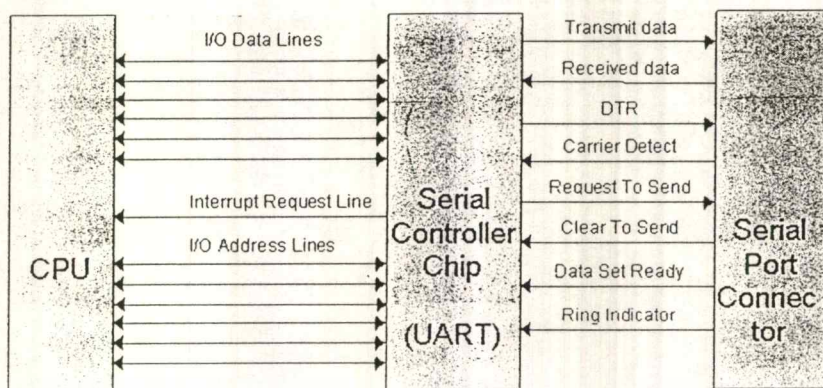 I/O Data Lines
Interrupt Request Line
I/O Address Lines
CPU
Serial
Controller
Chip
(UART)
Transmit data
Received data
DTR
Carrier Detect
Request To Send
Clear To Send
Data Set Ready
Ring Indicator
Serial
Port
Connec
tor